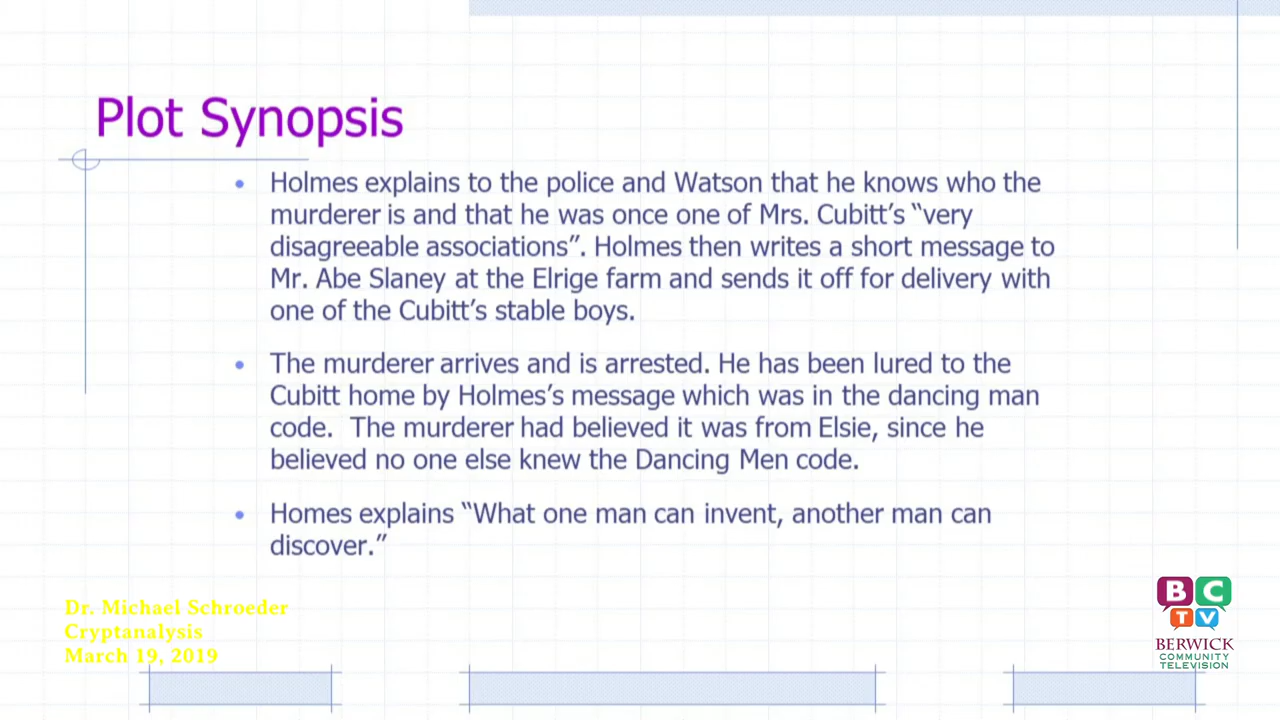 Plot Synopsis
• Holmes explains to the police and Watson that he knows who the
murderer is and that he was once one of Mrs. Cubitt’s “very
disagreeable associations”. Holmes then writes a short message to
Mr. Abe Slaney at the Elrige farm and sends it off for delivery with
one of the Cubitt’s stable boys.
• The murderer arrives and is arrested. He has been lured to the
Cubitt home by Holmes’s message which was in the dancing man
code. The murderer had believed it was from Elsie, since he
believed no one else knew the Dancing Men code.
• Homes explains “What one man can invent, another man can
discover.”
Dr. Michael Schroeder
Cryptanalysis
March 19, 2019
BC
TV
BERWICK
COMMUNITY
TELEVISION